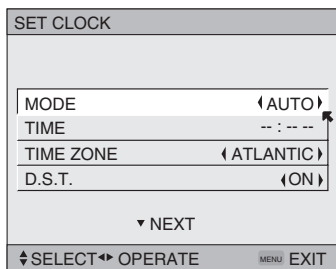 SET CLOCK
MODE AUTO
TIME -- : -- --
TIME ZONE ATLANTIC
D.S.T. ON
NEXT
SELECT OPERATE MENU EXIT